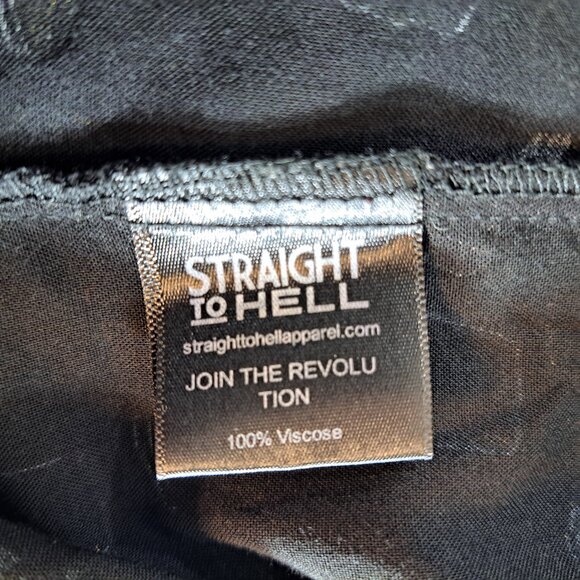 STRAIGHT
TO HELL
straighttohellapparel.com
JOIN THE REVOLU
TION
100% Viscose